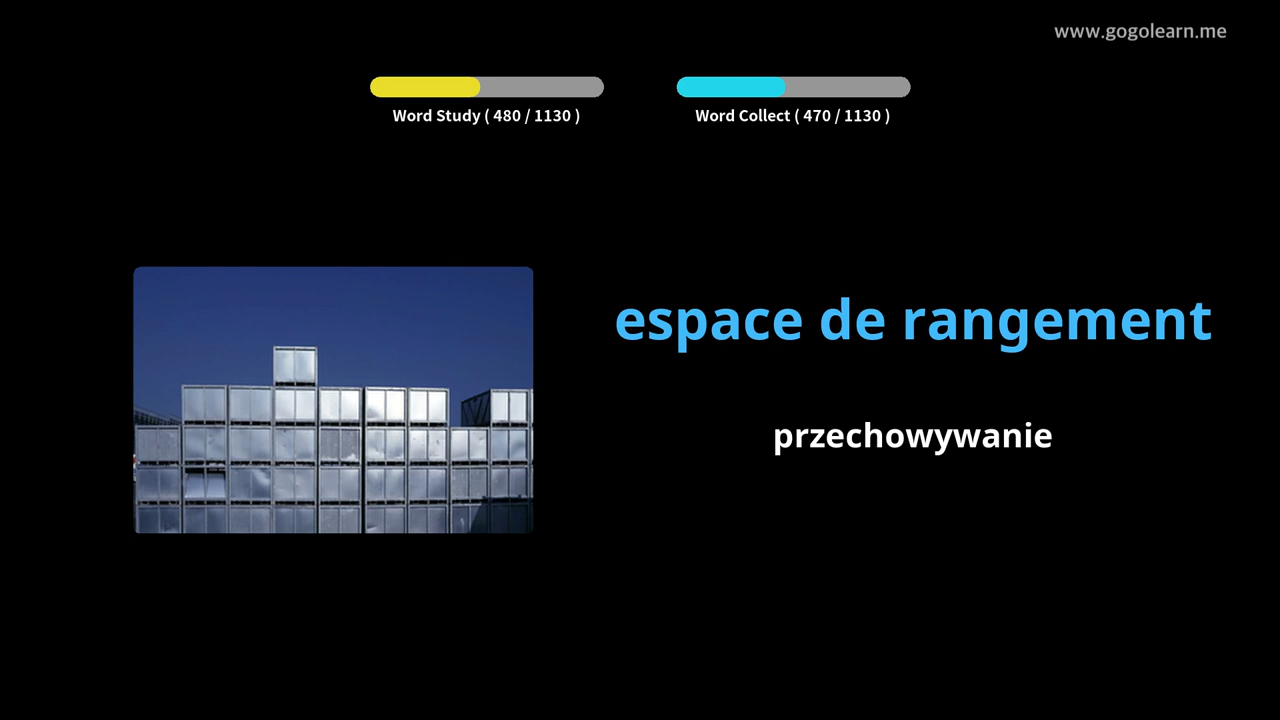 www.gogolearn.me
Word Study ( 480 / 1130 )
Word Collect ( 470 / 1130 )
espace de rangement
przechowywanie